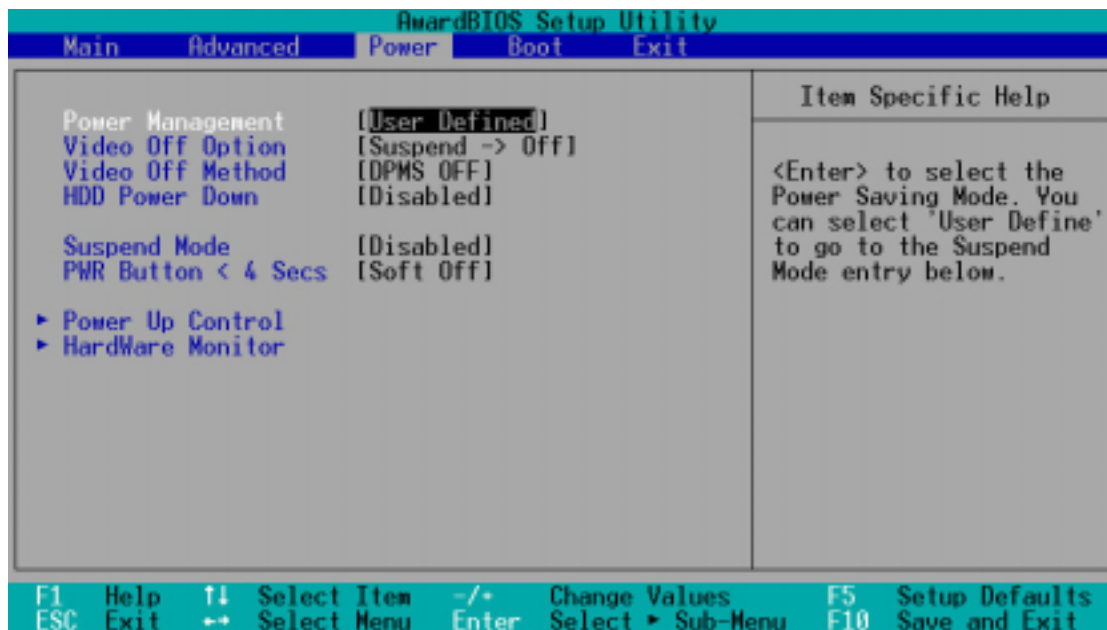 AwardBIOS Setup Utility
Main Advanced Power Boot Exit
Power Management [User Defined]
Video Off Option [Suspend -> Off]
Video Off Method [DPMS OFF]
HDD Power Down [Disabled]
Suspend Mode [Disabled]
PWR Button < 4 Secs [Soft Off]
► Power Up Control
► HardWare Monitor
Item Specific Help
<Enter> to select the
Power Saving Mode. You
can select 'User Define'
to go to the Suspend
Mode entry below.
F1 Help ↑↓ Select Item -/+ Change Values F5 Setup Defaults
ESC Exit ←→ Select Menu Enter Select ► Sub-Menu F10 Save and Exit